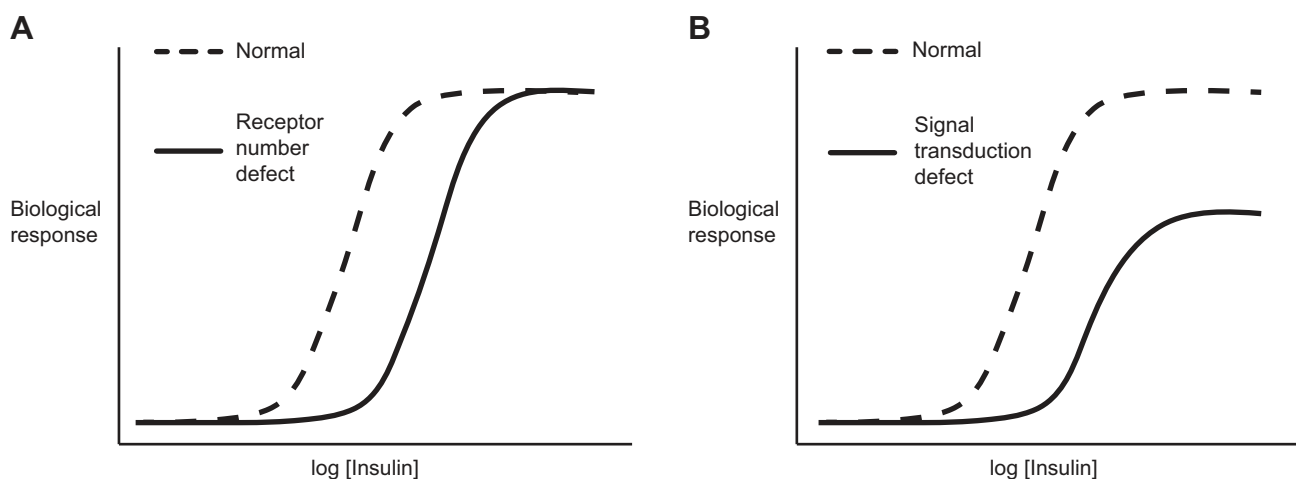 A
Normal
Receptor
number
defect
Biological
response
log [Insulin]
B
Normal
Signal
transduction
defect
Biological
response
log [Insulin]